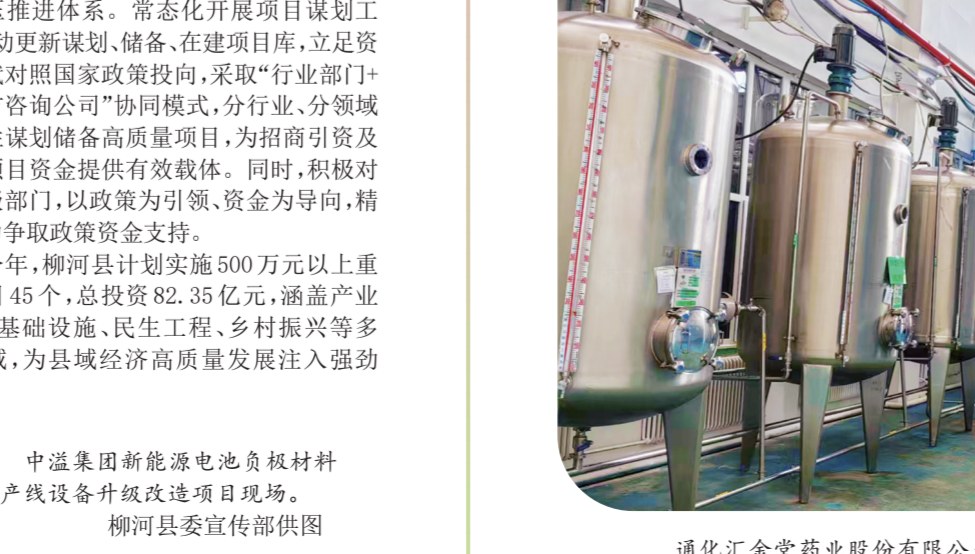 推进体系。常态化开展项目谋划工
动更新谋划、储备、在建项目库,立足资
对照国家政策投向,采取“行业部门+
咨询公司”协同模式,分行业、分领域
谋划储备高质量项目,为招商引资及
项目资金提供有效载体。同时,积极对
部门,以政策为引领、资金为导向,精
争取政策资金支持。
年,柳河县计划实施500万元以上重
45个,总投资82.35亿元,涵盖产业
基础设施、民生工程、乡村振兴等多
域,为县域经济高质量发展注入强劲
中溢集团新能源电池负极材料
产线设备升级改造项目现场。
柳河县委宣传部供图
通化汇金堂药业股份有限公